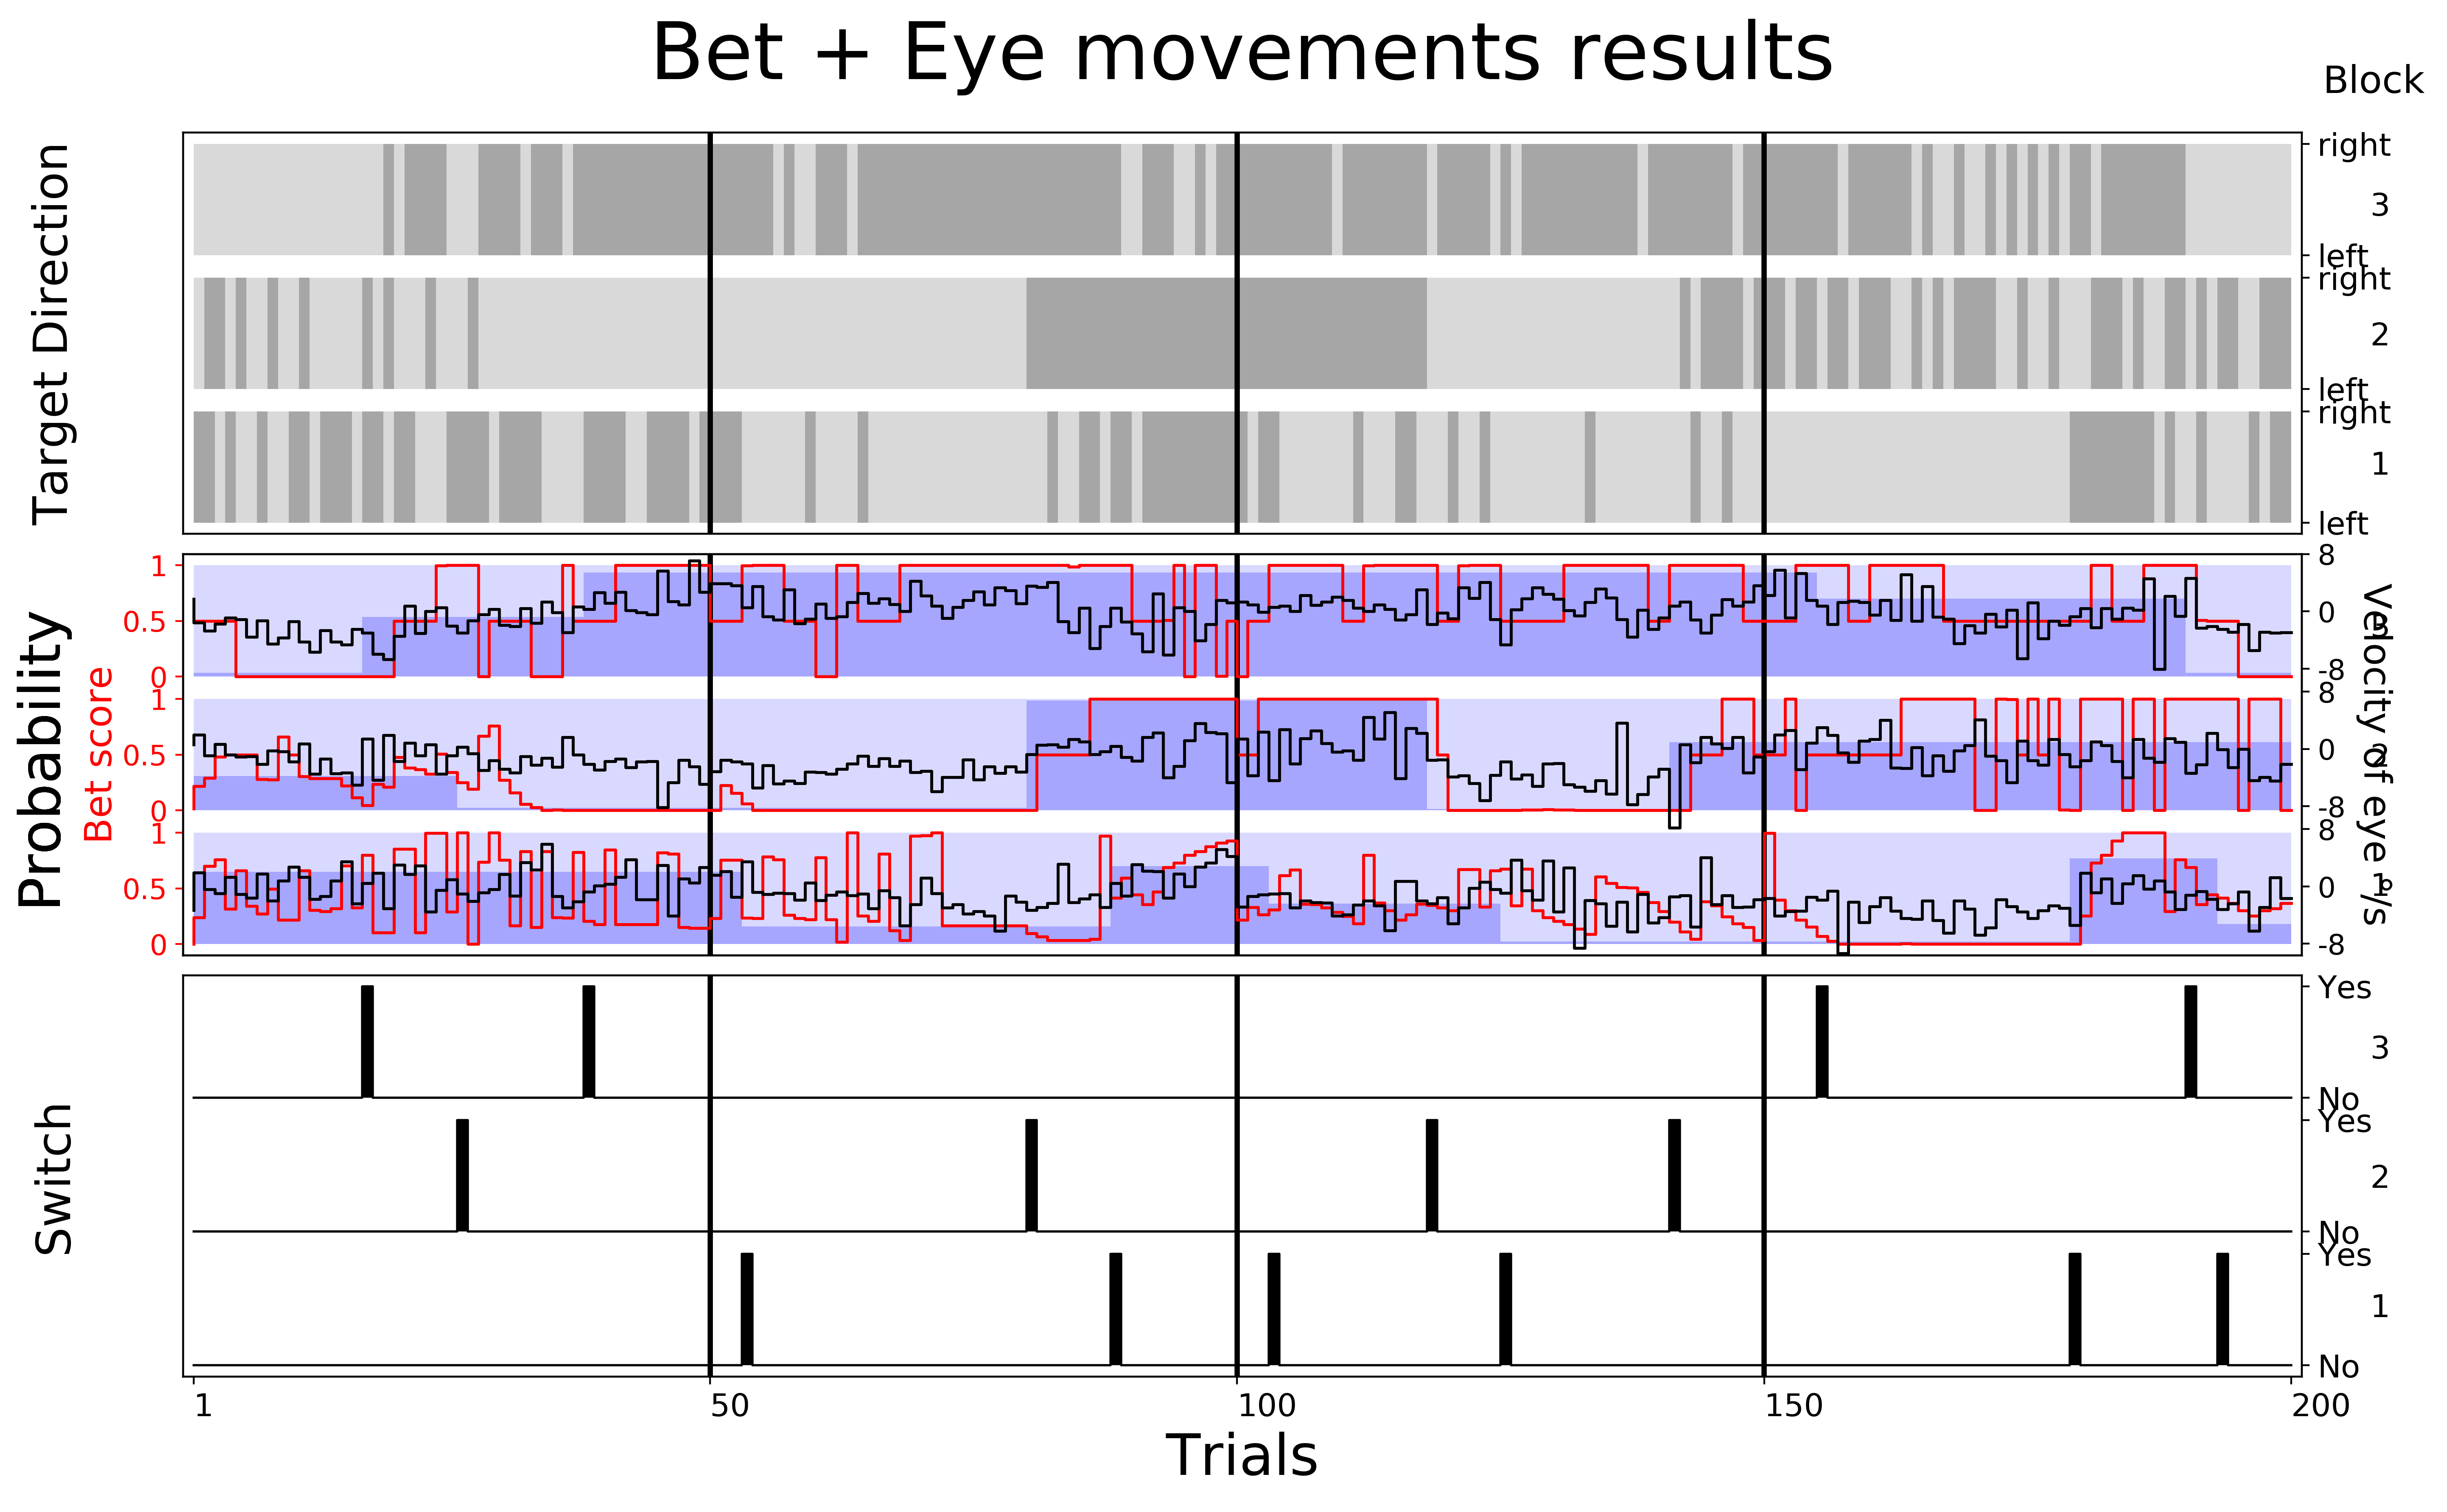 Bet + Eye movements results
Block
Target Direction
right
3
left
right
2
left
right
1
left
Probability
Bet score
1
0.5
0
1
0.5
0
1
0.5
0
8
0
-8
8
0
-8
8
0
-8
3
2
1
Velocity of eye °/s
Switch
Yes
3
No
Yes
2
No
Yes
1
No
1
50
100
150
200
Trials